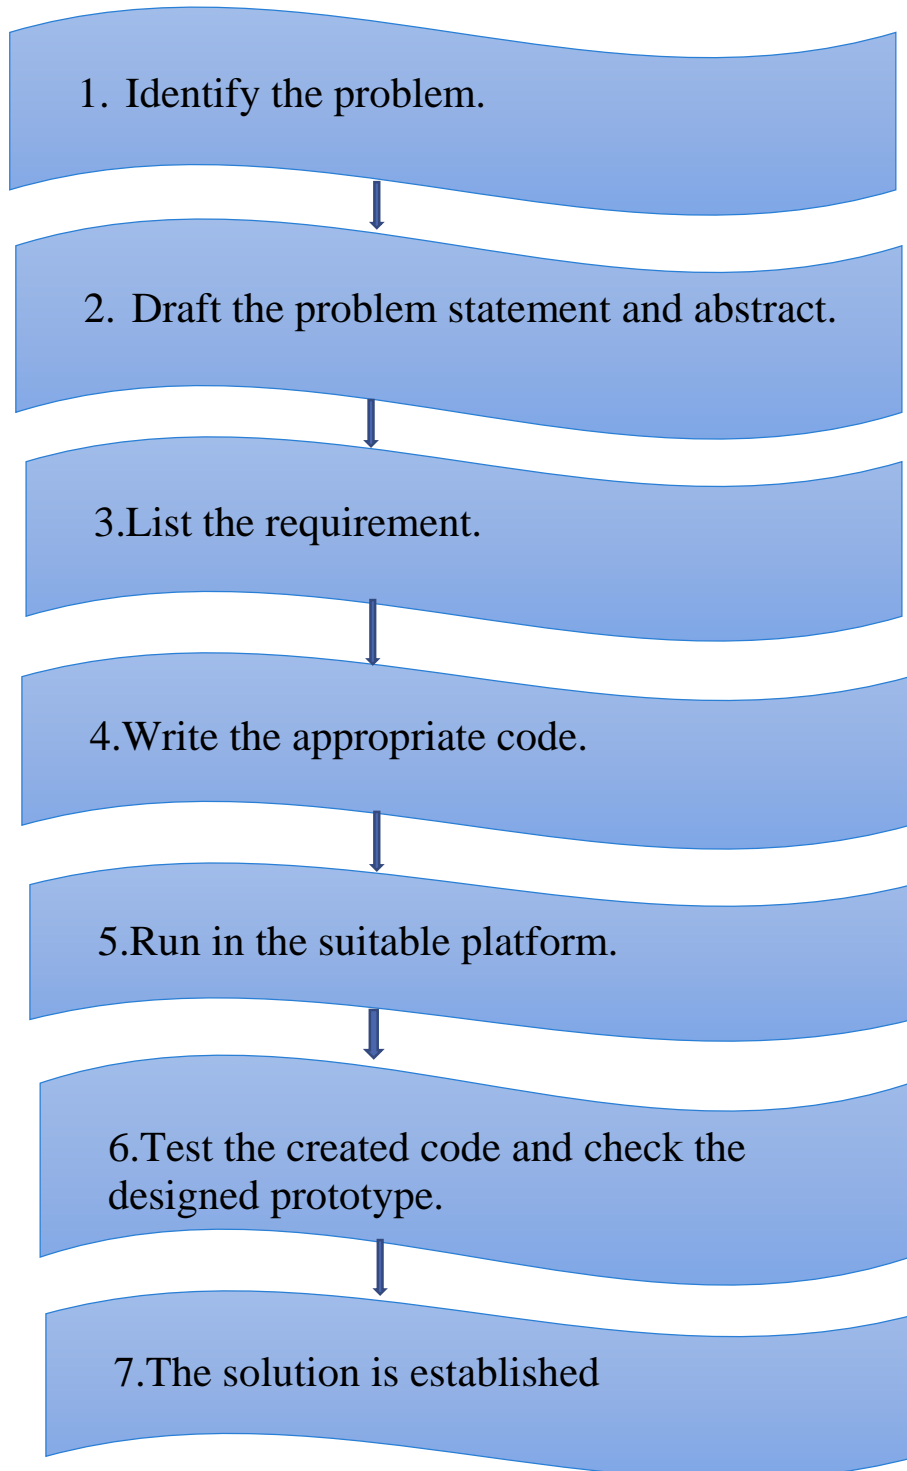 1. Identify the problem.
2. Draft the problem statement and abstract.
3.List the requirement.
4.Write the appropriate code.
5.Run in the suitable platform.
6.Test the created code and check the
designed prototype.
7.The solution is established